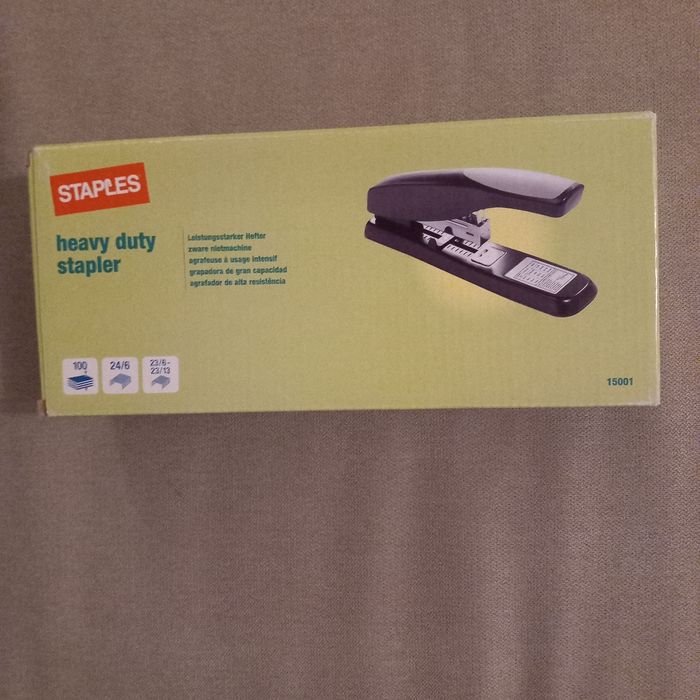 STAPLES
heavy duty
stapler
Leistungsstarker Hefter
zware nietmachine
agrafeuse à usage intensif
grapadora de gran capacidad
agrafador de alta resistência
100
24/6
23/6-
23/13
15001